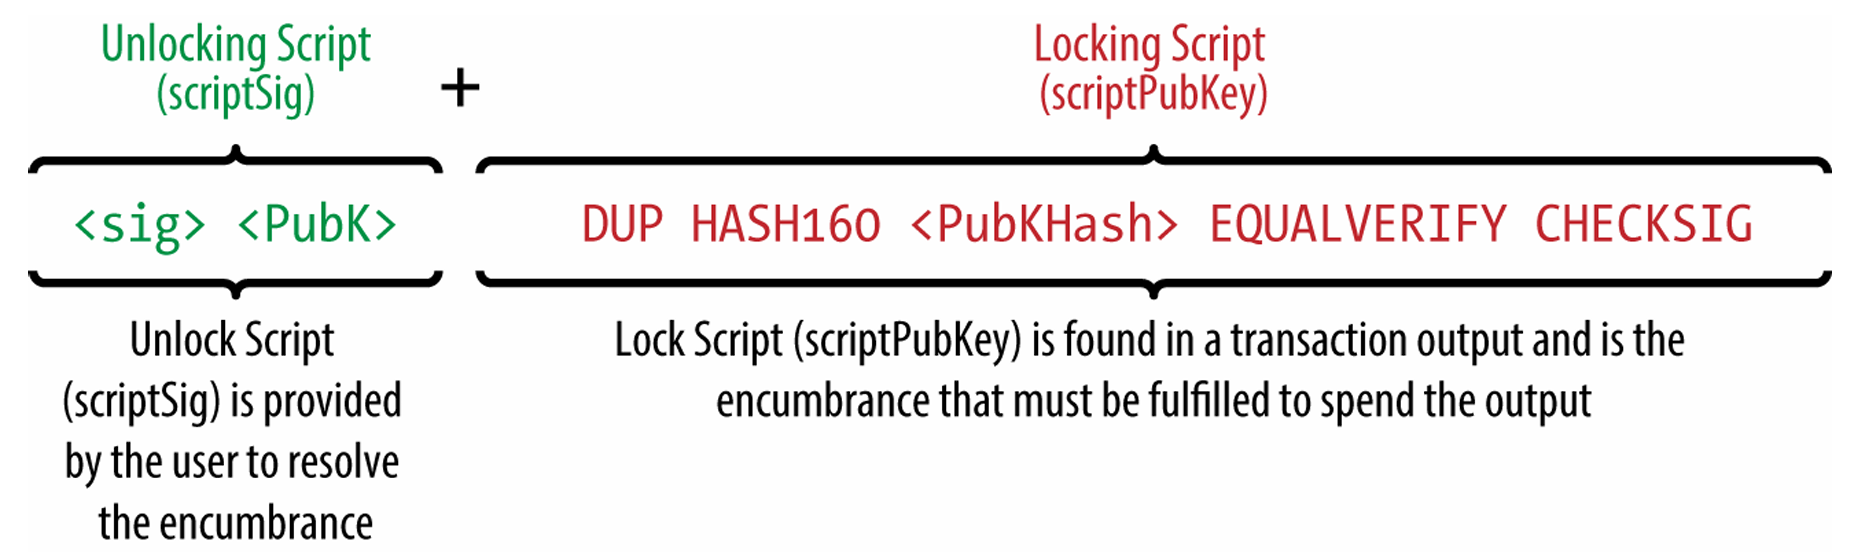 Unlocking Script
(scriptSig)
+
Locking Script
(scriptPubKey)
<sig> <PubK>
DUP HASH160 <PubKHash> EQUALVERIFY CHECKSIG
Unlock Script
(scriptSig) is provided
by the user to resolve
the encumbrance
Lock Script (scriptPubKey) is found in a transaction output and is the
encumbrance that must be fulfilled to spend the output